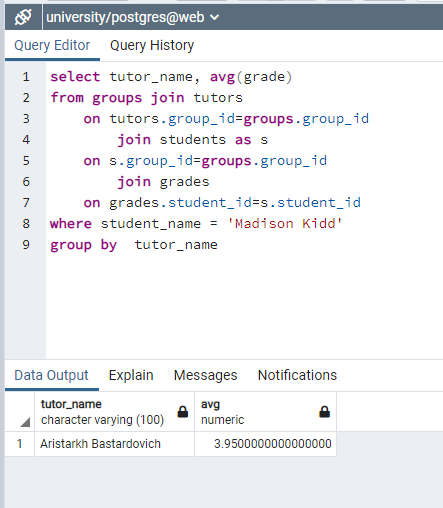 university/postgres@web
Query Editor Query History
1 select tutor_name, avg(grade)
2 from groups join tutors
3 on tutors.group_id=groups.group_id
4 join students as s
5 on s.group_id=groups.group_id
6 join grades
7 on grades.student_id=s.student_id
8 where student_name = 'Madison Kidd'
9 group by  tutor_name
Data Output Explain Messages Notifications
tutor_name avg
character varying (100) numeric
1 Aristarkh Bastardovich 3.9500000000000000